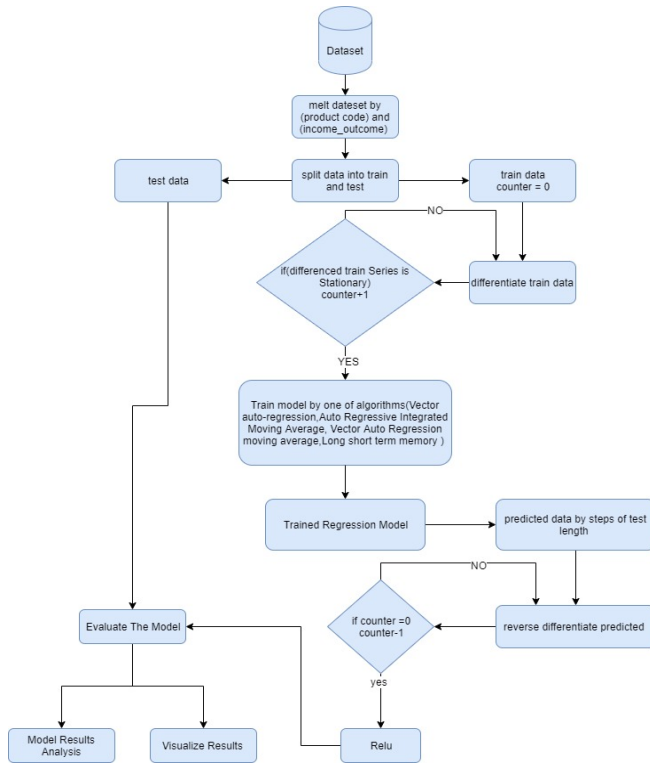 Dataset
melt dateset by
(product code) and
(income_outcome)
test data
split data into train
and test
train data
counter = 0
NO
if(differenced train Series is
Stationary)
counter+1
differentiate train data
YES
Train model by one of algorithms(Vector
auto-regression,Auto Regressive Integrated
Moving Average, Vector Auto Regression
moving average,Long short term memory )
Trained Regression Model
predicted data by steps of test
length
NO
if counter =0
counter-1
reverse differentiate predicted
Evaluate The Model
yes
Model Results
Analysis
Visualize Results
Relu